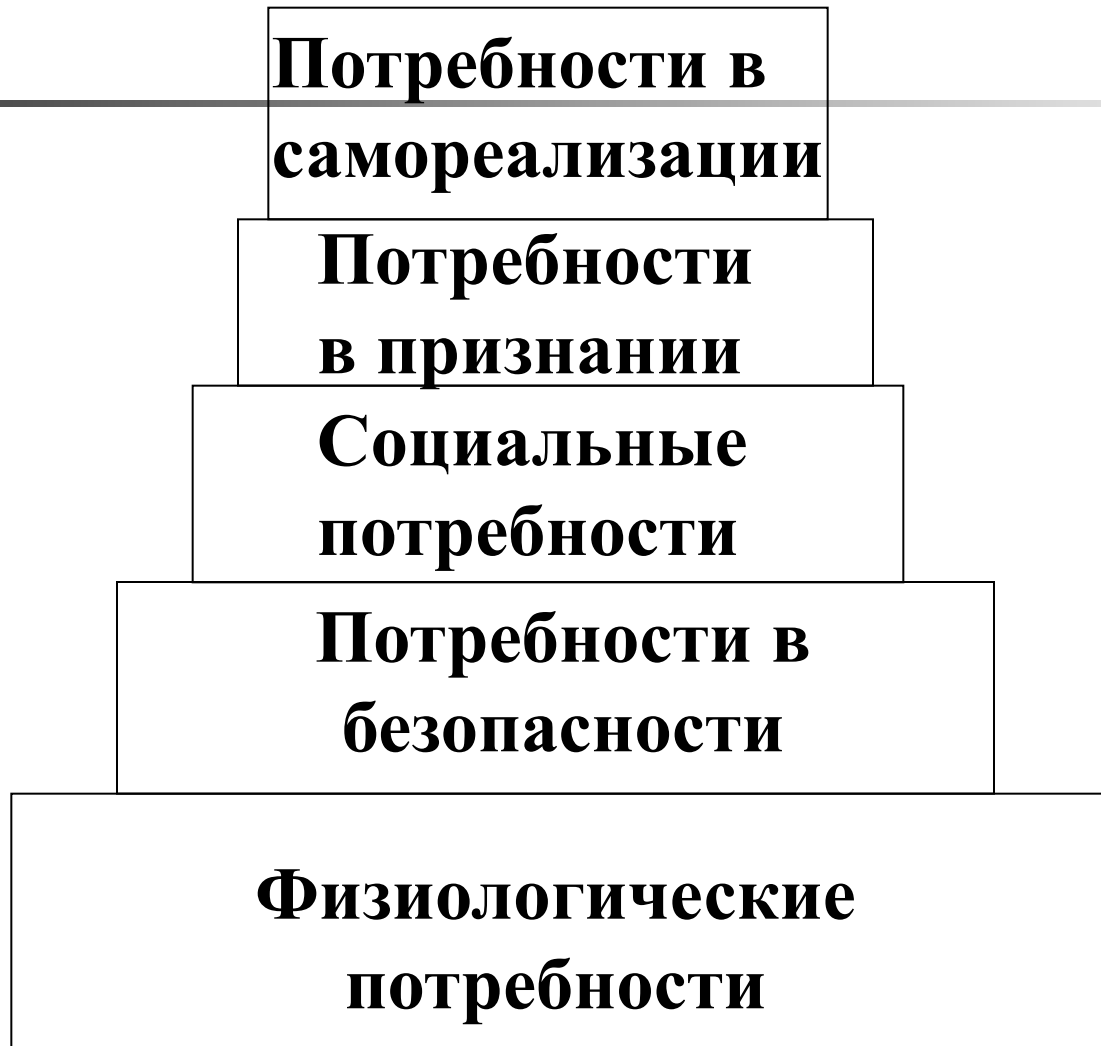 Потребности в
самореализации
Потребности
в признании
Социальные
потребности
Потребности в
безопасности
Физиологические
потребности